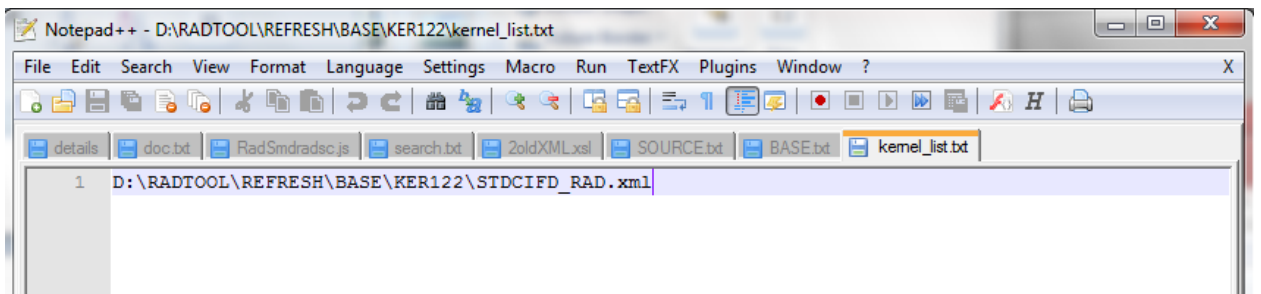 Notepad++ - D:\RADTOOL\REFRESH\BASE\KER122\kernel_list.txt
File Edit Search View Format Language Settings Macro Run TextFX Plugins Window ? X
details doc.txt RadSmdradsc.js search.txt 2oldXML.xsl SOURCE.txt BASE.txt kernel_list.txt
1 D:\RADTOOL\REFRESH\BASE\KER122\STDCIFD_RAD.xml